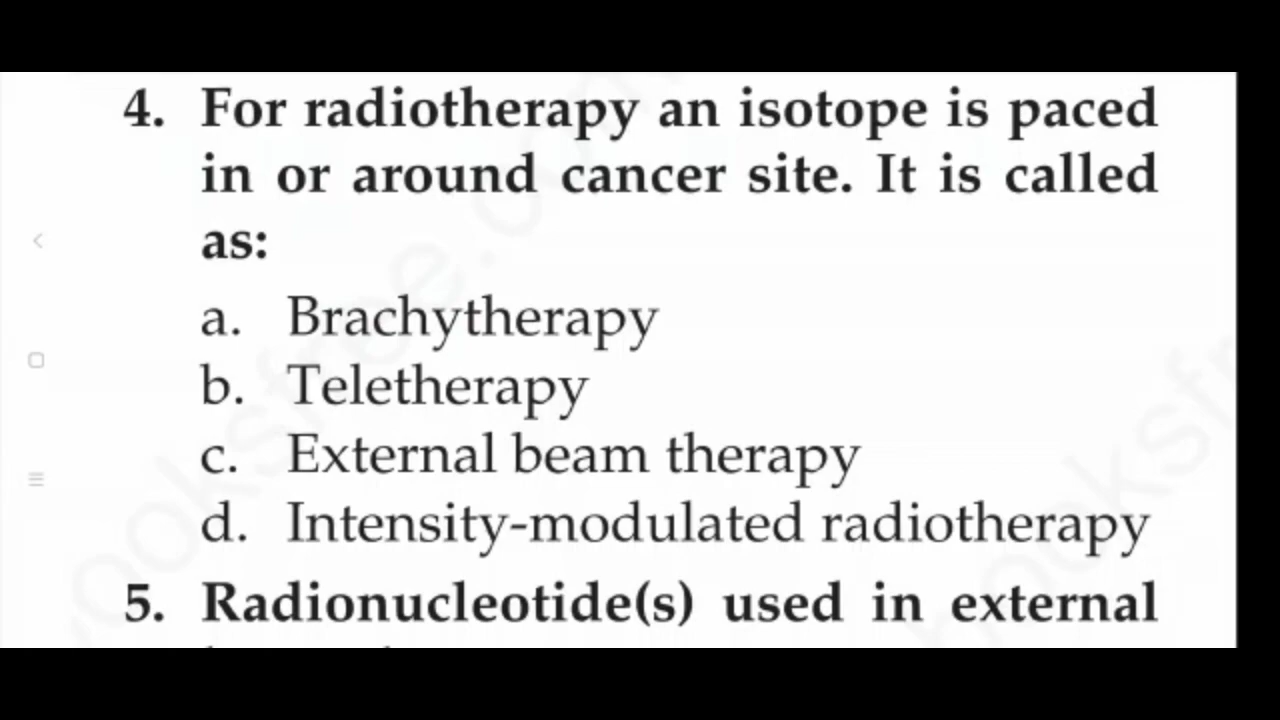 4. For radiotherapy an isotope is paced
in or around cancer site. It is called
as:
a. Brachytherapy
b. Teletherapy
c. External beam therapy
d. Intensity-modulated radiotherapy
5. Radionucleotide(s) used in external